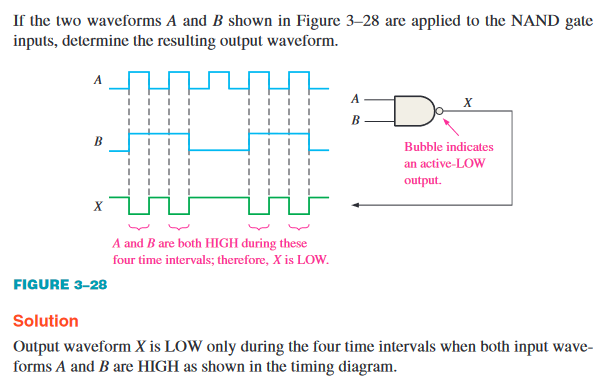 If the two waveforms A and B shown in Figure 3–28 are applied to the NAND gate
inputs, determine the resulting output waveform.
A
B
X
A
B
X
Bubble indicates
an active-LOW
output.
A and B are both HIGH during these
four time intervals; therefore, X is LOW.
FIGURE 3–28
Solution
Output waveform X is LOW only during the four time intervals when both input wave-
forms A and B are HIGH as shown in the timing diagram.